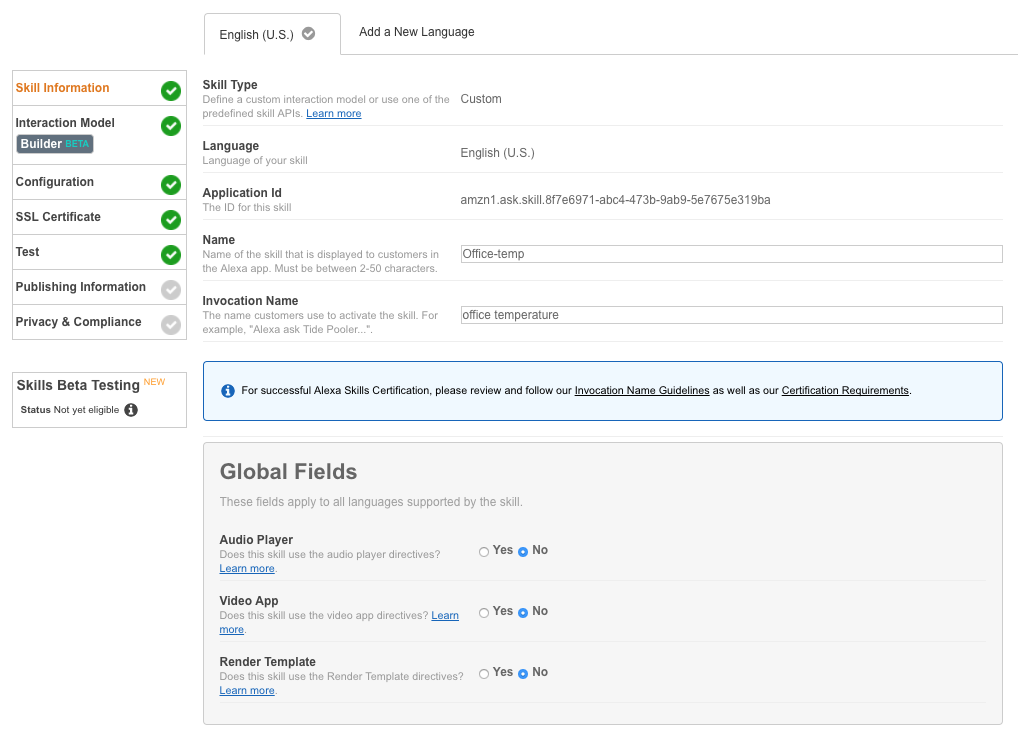 English (U.S.)
Add a New Language
Skill Information
Interaction Model
Builder BETA
Configuration
SSL Certificate
Test
Publishing Information
Privacy & Compliance
Skills Beta Testing NEW
Status Not yet eligible
Skill Type
Define a custom interaction model or use one of the
predefined skill APIs. Learn more
Custom
Language
Language of your skill
English (U.S.)
Application Id
The ID for this skill
amzn1.ask.skill.8f7e6971-abc4-473b-9ab9-5e7675e319ba
Name
Name of the skill that is displayed to customers in
the Alexa app. Must be between 2-50 characters.
Office-temp
Invocation Name
The name customers use to activate the skill. For
example, "Alexa ask Tide Pooler...".
office temperature
For successful Alexa Skills Certification, please review and follow our Invocation Name Guidelines as well as our Certification Requirements.
Global Fields
These fields apply to all languages supported by the skill.
Audio Player
Does this skill use the audio player directives?
Learn more.
Yes No
Video App
Does this skill use the video app directives? Learn
more.
Yes No
Render Template
Does this skill use the Render Template directives?
Learn more.
Yes No